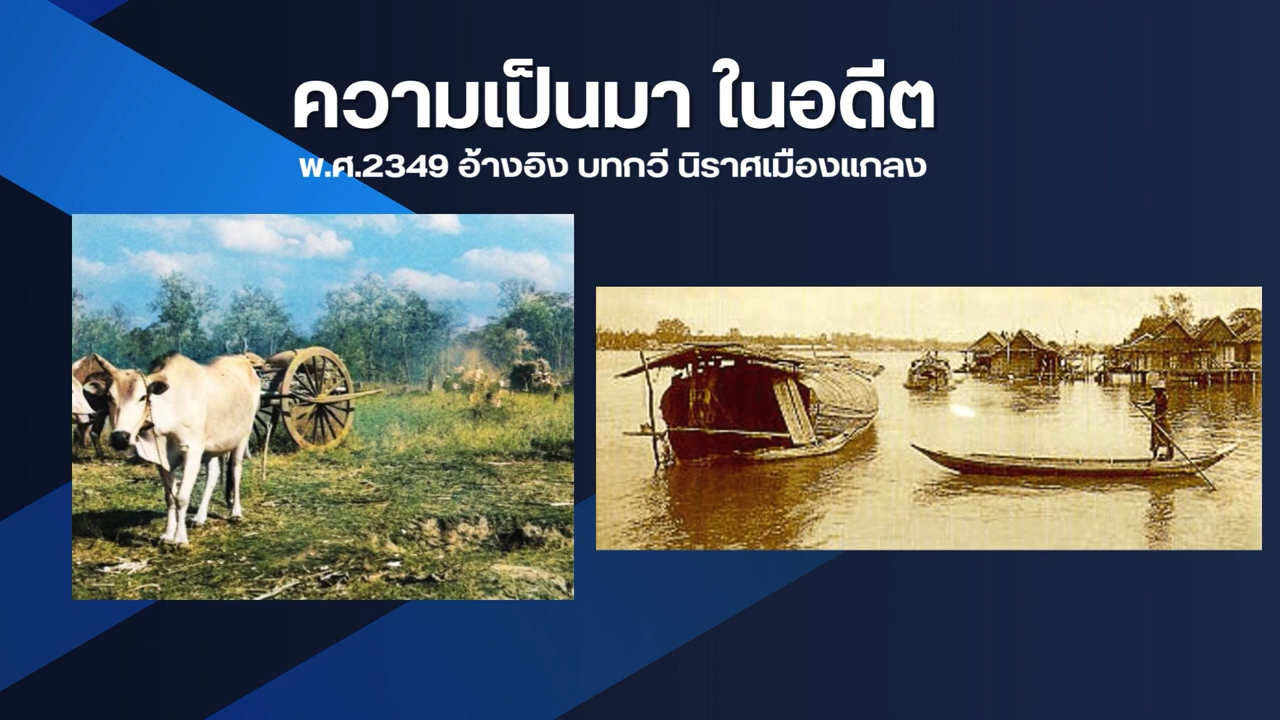 ความเป็นมา ในอดีต
พ.ศ.2349 อ้างอิง บทกวี นิราศเมืองแกลง